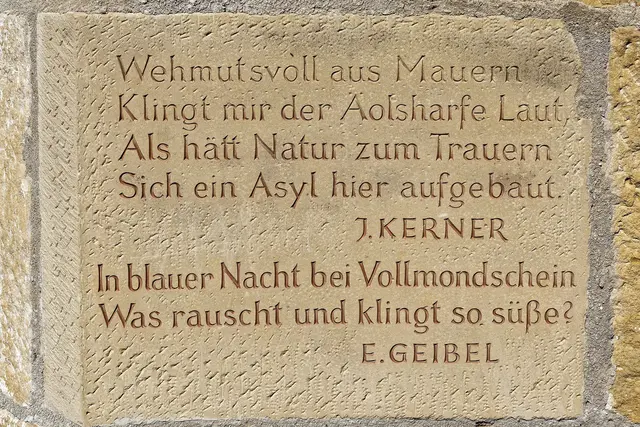 Wehmutsvoll aus Mauern
Klingt mir der Äolsharfe Laut,
Als hätt Natur zum Trauern
Sich ein Asyl hier aufgebaut.
J. KERNER
In blauer Nacht bei Vollmondschein
Was rauscht und klingt so süße?
E. GEIBEL